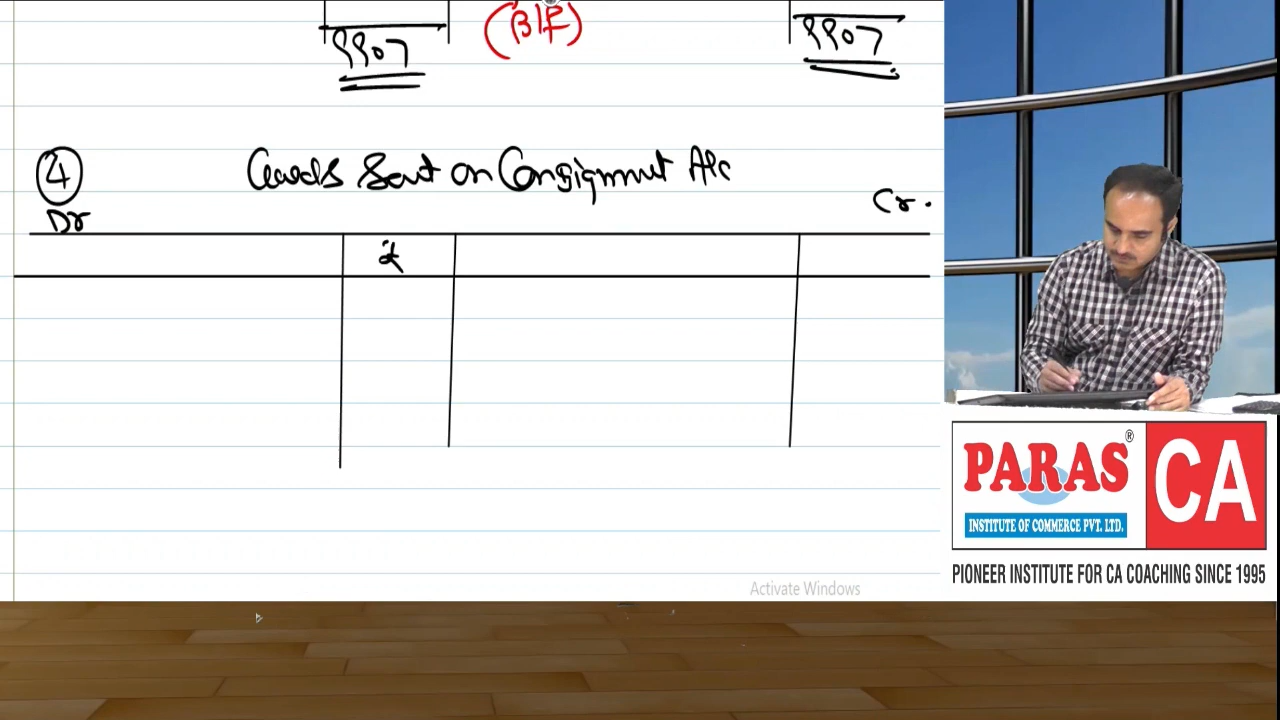 (B/F)
9907
9907
4
Goods Sent on Consignment A/c
Dr
Cr.
₹
PARAS®
INSTITUTE OF COMMERCE PVT. LTD.
CA
PIONEER INSTITUTE FOR CA COACHING SINCE 1995
Activate Windows